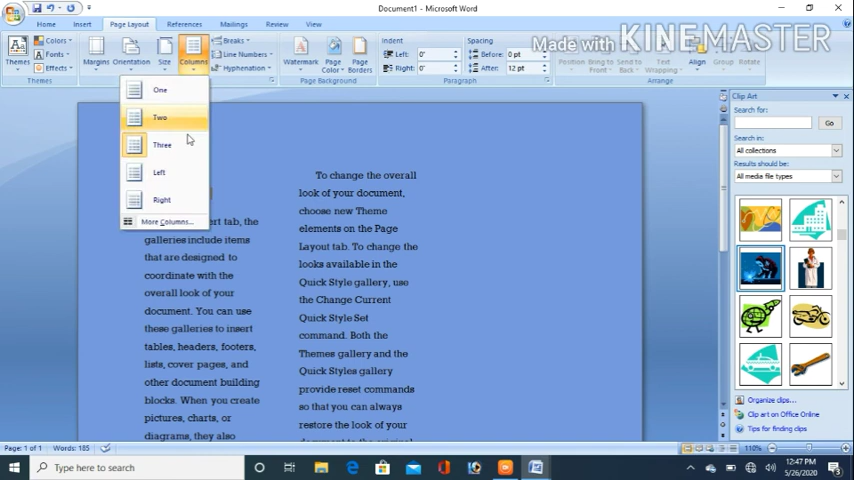 Document1 - Microsoft Word
Home Insert Page Layout References Mailings Review View
Made with KINEMASTER
Themes
Colors
Fonts
Effects
Themes
Margins Orientation Size Columns
Breaks
Line Numbers
Hyphenation
Watermark Page Color Page Borders
Page Background
Indent
Left: 0"
Right: 0"
Spacing
Before: 0 pt
After: 12 pt
Paragraph
Position Bring to Front Send to Back Text Wrapping Align Group Rotate
One
Two
Three
Left
Right
More Columns...
ert tab, the
galleries include items
that are designed to
coordinate with the
overall look of your
document. You can use
these galleries to insert
tables, headers, footers,
lists, cover pages, and
other document building
blocks. When you create
pictures, charts, or
diagrams, they also
To change the overall
look of your document,
choose new Theme
elements on the Page
Layout tab. To change the
looks available in the
Quick Style gallery, use
the Change Current
Quick Style Set
command. Both the
Themes gallery and the
Quick Styles gallery
provide reset commands
so that you can always
restore the look of your
document to the original
Clip Art
Search for:
Go
Search in:
All collections
Results should be:
All media file types
Organize clips...
Clip art on Office Online
Tips for finding clips
Page: 1 of 1 Words: 185
110%
Type here to search
12:47 PM
5/26/2020
3